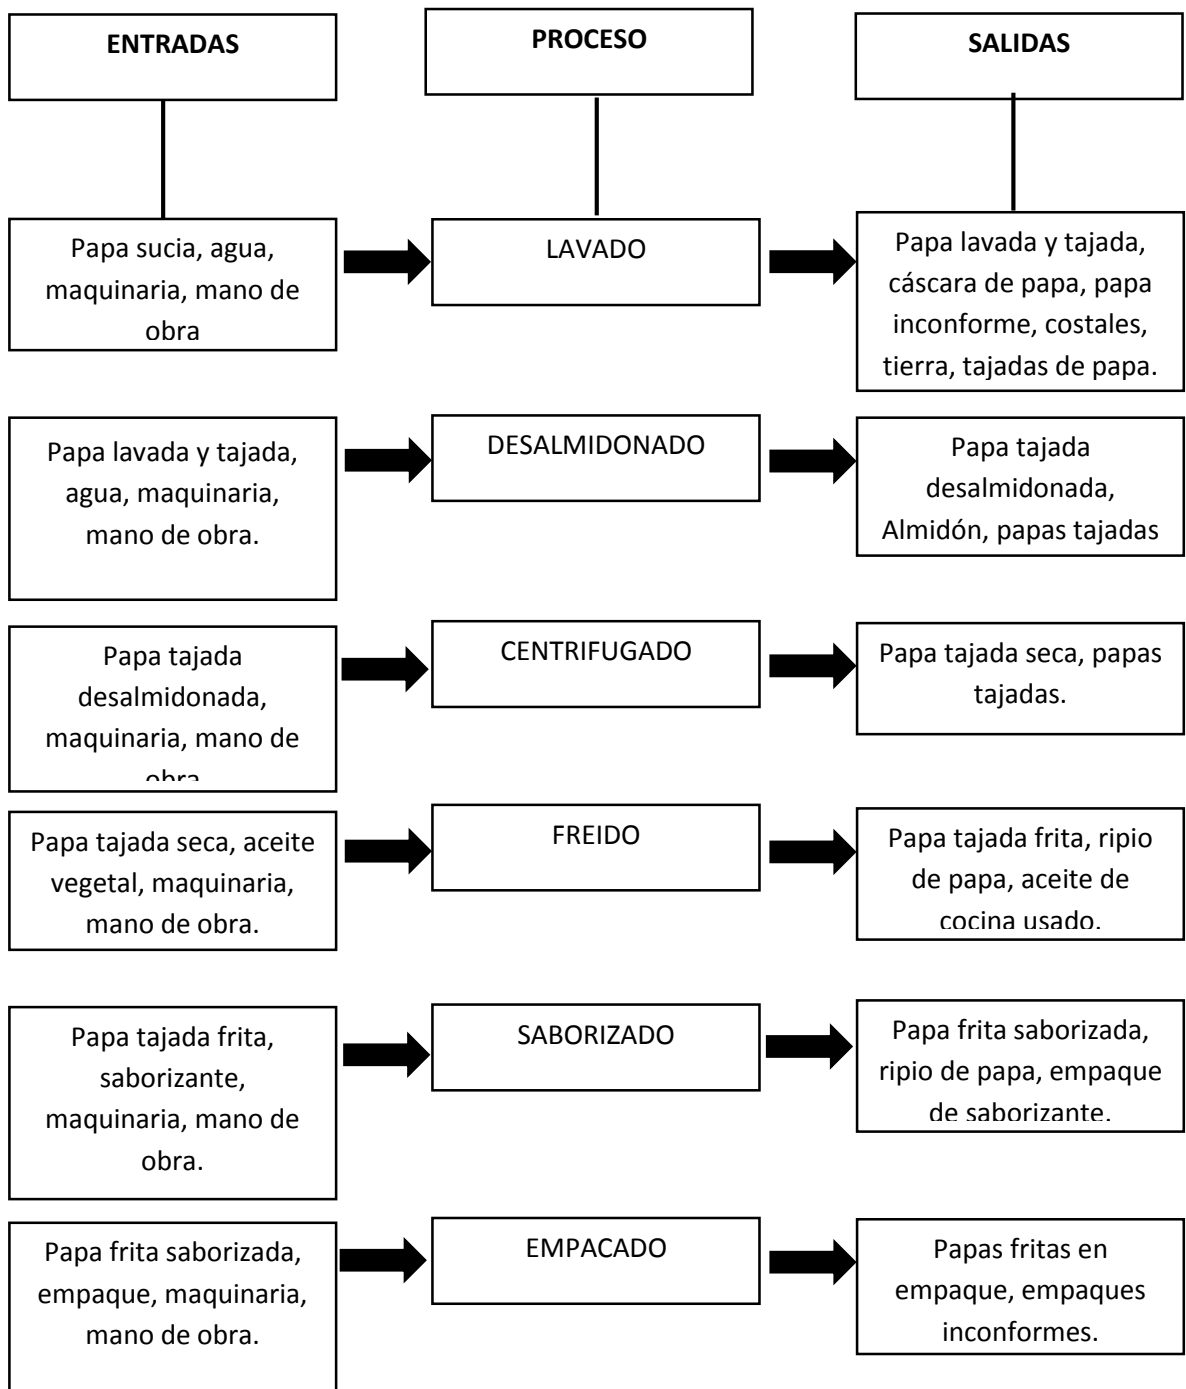 ENTRADAS
PROCESO
SALIDAS
Papa sucia, agua,
maquinaria, mano de
obra
LAVADO
Papa lavada y tajada,
cáscara de papa, papa
inconforme, costales,
tierra, tajadas de papa.
Papa lavada y tajada,
agua, maquinaria,
mano de obra.
DESALMIDONADO
Papa tajada
desalmidonada,
Almidón, papas tajadas
Papa tajada
desalmidonada,
maquinaria, mano de
obra
CENTRIFUGADO
Papa tajada seca, papas
tajadas.
Papa tajada seca, aceite
vegetal, maquinaria,
mano de obra.
FREIDO
Papa tajada frita, ripio
de papa, aceite de
cocina usado.
Papa tajada frita,
saborizante,
maquinaria, mano de
obra.
SABORIZADO
Papa frita saborizada,
ripio de papa, empaque
de saborizante.
Papa frita saborizada,
empaque, maquinaria,
mano de obra.
EMPACADO
Papas fritas en
empaque, empaques
inconformes.